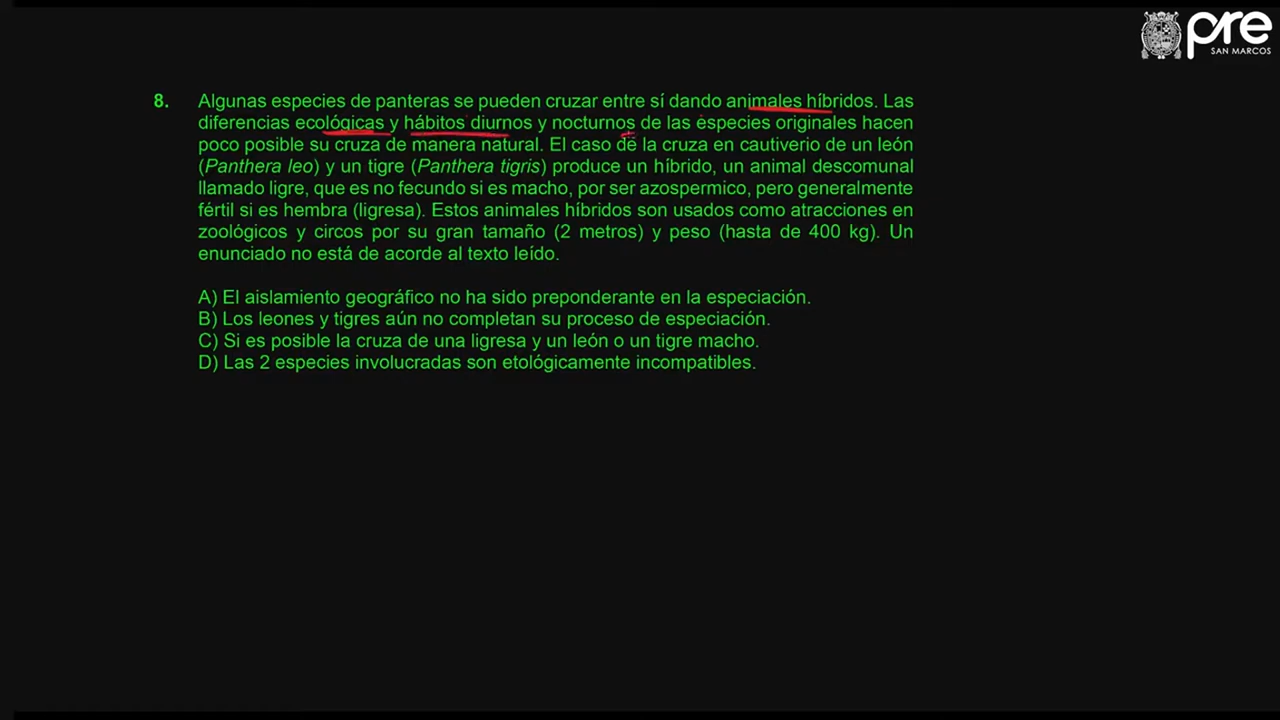 pre
SAN MARCOS
8. Algunas especies de panteras se pueden cruzar entre sí dando animales híbridos. Las
diferencias ecológicas y hábitos diurnos y nocturnos de las especies originales hacen
poco posible su cruza de manera natural. El caso de la cruza en cautiverio de un león
(Panthera leo) y un tigre (Panthera tigris) produce un híbrido, un animal descomunal
llamado ligre, que es no fecundo si es macho, por ser azospermico, pero generalmente
fértil si es hembra (ligresa). Estos animales híbridos son usados como atracciones en
zoológicos y circos por su gran tamaño (2 metros) y peso (hasta de 400 kg). Un
enunciado no está de acorde al texto leído.
A) El aislamiento geográfico no ha sido preponderante en la especiación.
B) Los leones y tigres aún no completan su proceso de especiación.
C) Si es posible la cruza de una ligresa y un león o un tigre macho.
D) Las 2 especies involucradas son etológicamente incompatibles.